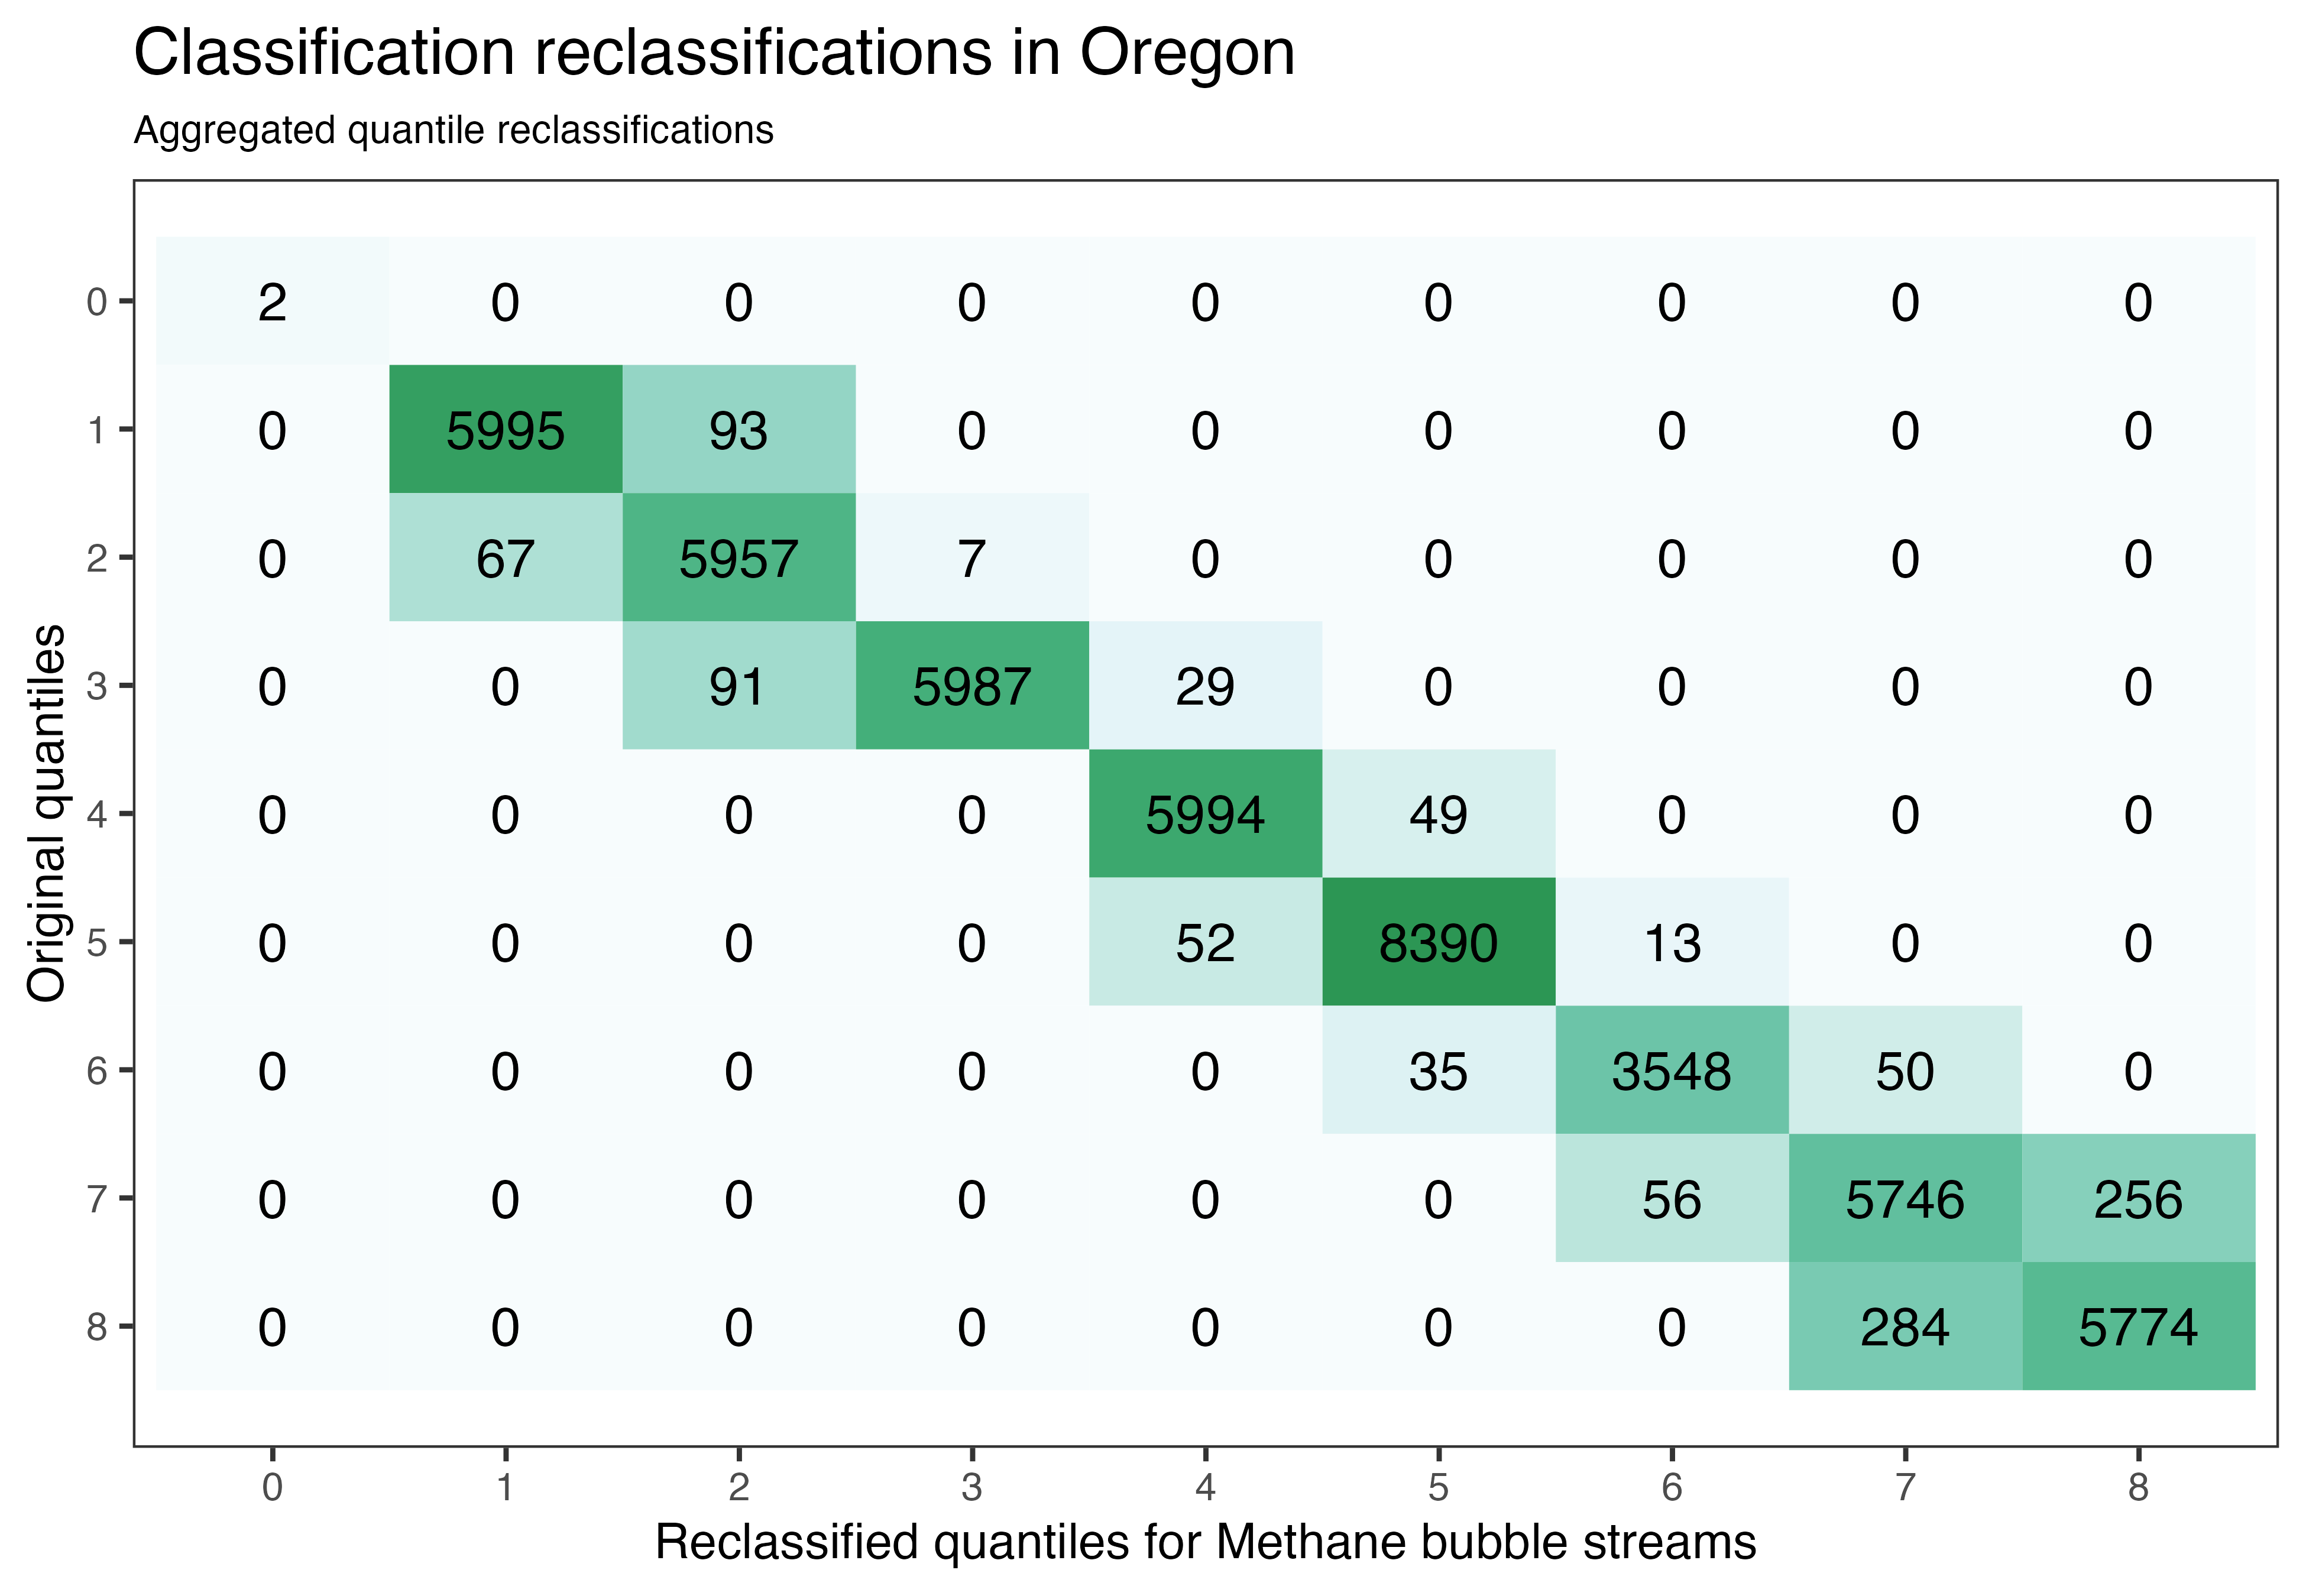 Classification reclassifications in Oregon
Aggregated quantile reclassifications
Original quantiles
0 2 0 0 0 0 0 0 0 0
1 0 5995 93 0 0 0 0 0 0
2 0 67 5957 7 0 0 0 0 0
3 0 0 91 5987 29 0 0 0 0
4 0 0 0 0 5994 49 0 0 0
5 0 0 0 0 52 8390 13 0 0
6 0 0 0 0 0 35 3548 50 0
7 0 0 0 0 0 0 56 5746 256
8 0 0 0 0 0 0 0 284 5774
0 1 2 3 4 5 6 7 8
Reclassified quantiles for Methane bubble streams